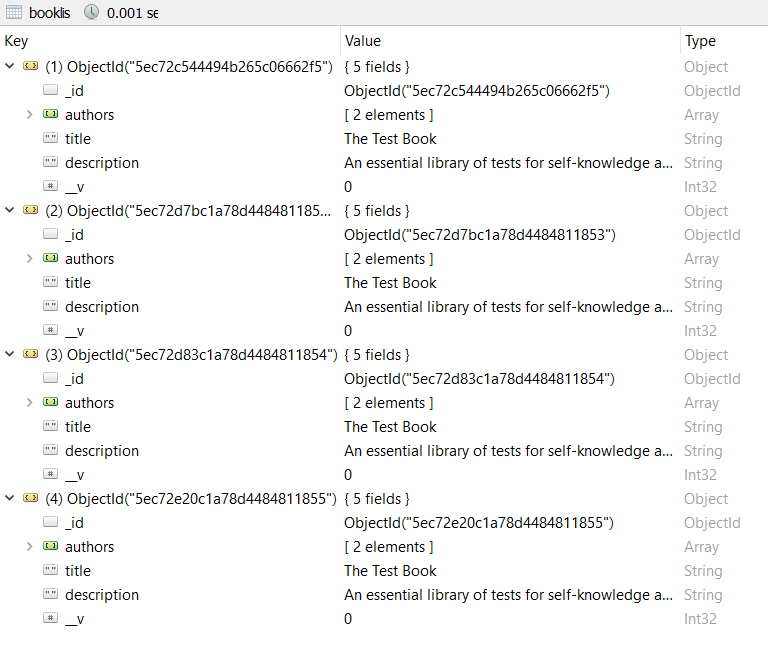 booklis 0.001 se
Key Value Type
(1) ObjectId("5ec72c544494b265c06662f5") { 5 fields } Object
_id ObjectId("5ec72c544494b265c06662f5") ObjectId
authors [ 2 elements ] Array
title The Test Book String
description An essential library of tests for self-knowledge a... String
__v 0 Int32
(2) ObjectId("5ec72d7bc1a78d448481185... { 5 fields } Object
_id ObjectId("5ec72d7bc1a78d4484811853") ObjectId
authors [ 2 elements ] Array
title The Test Book String
description An essential library of tests for self-knowledge a... String
__v 0 Int32
(3) ObjectId("5ec72d83c1a78d4484811854") { 5 fields } Object
_id ObjectId("5ec72d83c1a78d4484811854") ObjectId
authors [ 2 elements ] Array
title The Test Book String
description An essential library of tests for self-knowledge a... String
__v 0 Int32
(4) ObjectId("5ec72e20c1a78d4484811855") { 5 fields } Object
_id ObjectId("5ec72e20c1a78d4484811855") ObjectId
authors [ 2 elements ] Array
title The Test Book String
description An essential library of tests for self-knowledge a... String
__v 0 Int32